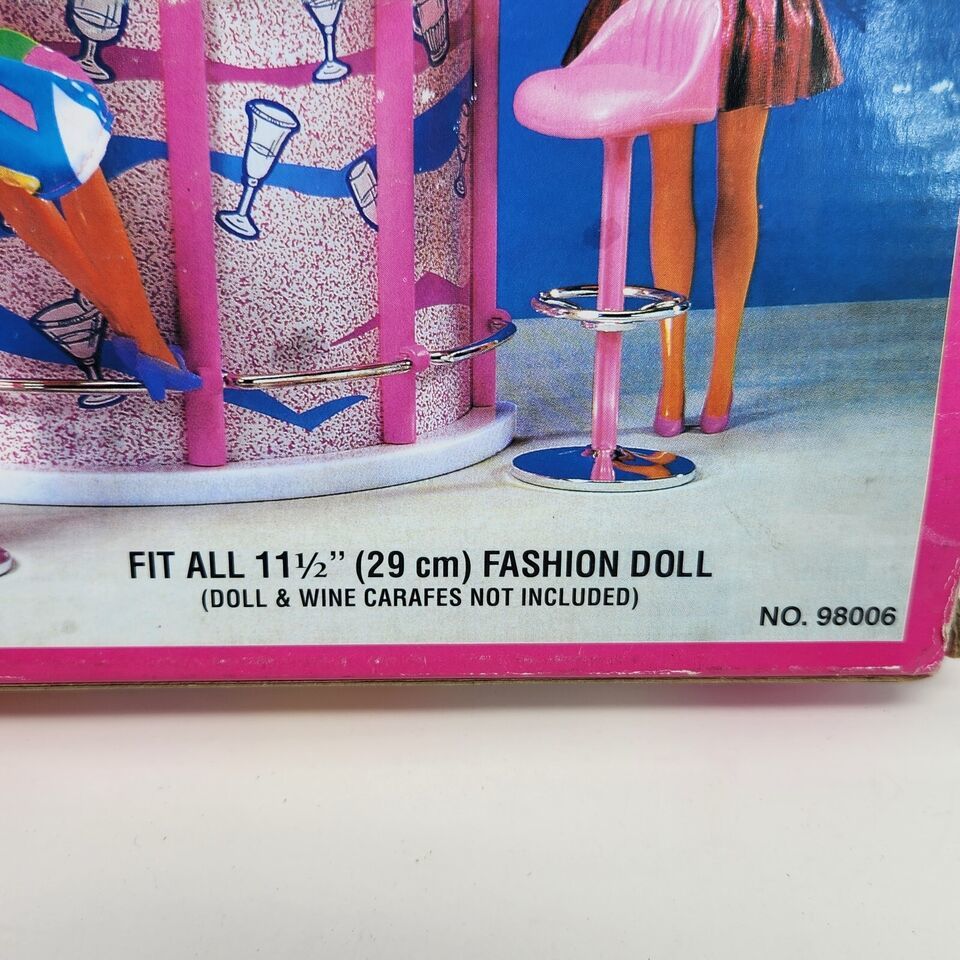 FIT ALL 11½" (29 cm) FASHION DOLL
(DOLL & WINE CARAFES NOT INCLUDED)
NO. 98006